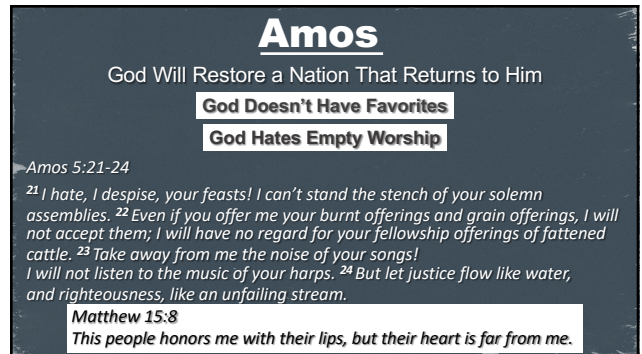 Amos
God Will Restore a Nation That Returns to Him
God Doesn’t Have Favorites
God Hates Empty Worship
Amos 5:21-24
21 I hate, I despise, your feasts! I can’t stand the stench of your solemn
assemblies. 22 Even if you offer me your burnt offerings and grain offerings, I will
not accept them; I will have no regard for your fellowship offerings of fattened
cattle. 23 Take away from me the noise of your songs!
I will not listen to the music of your harps. 24 But let justice flow like water,
and righteousness, like an unfailing stream.
Matthew 15:8
This people honors me with their lips, but their heart is far from me.